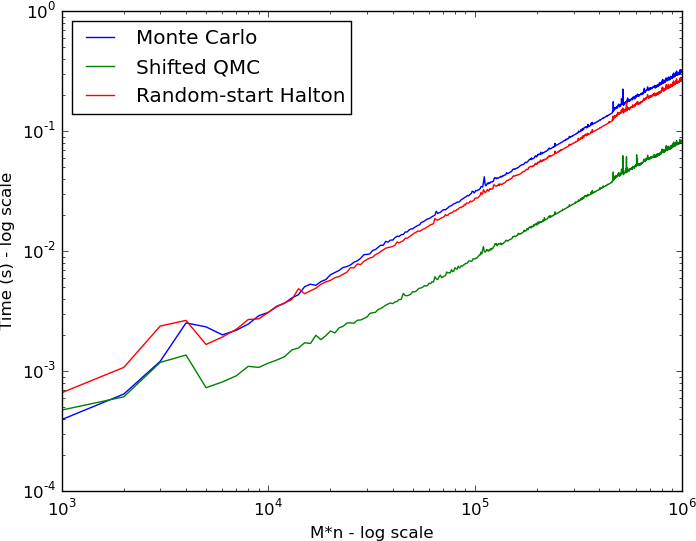 10^0
10^-1
10^-2
10^-3
10^-4
Time (s) - log scale
Monte Carlo
Shifted QMC
Random-start Halton
10^3 10^4 10^5 10^6
M*n - log scale